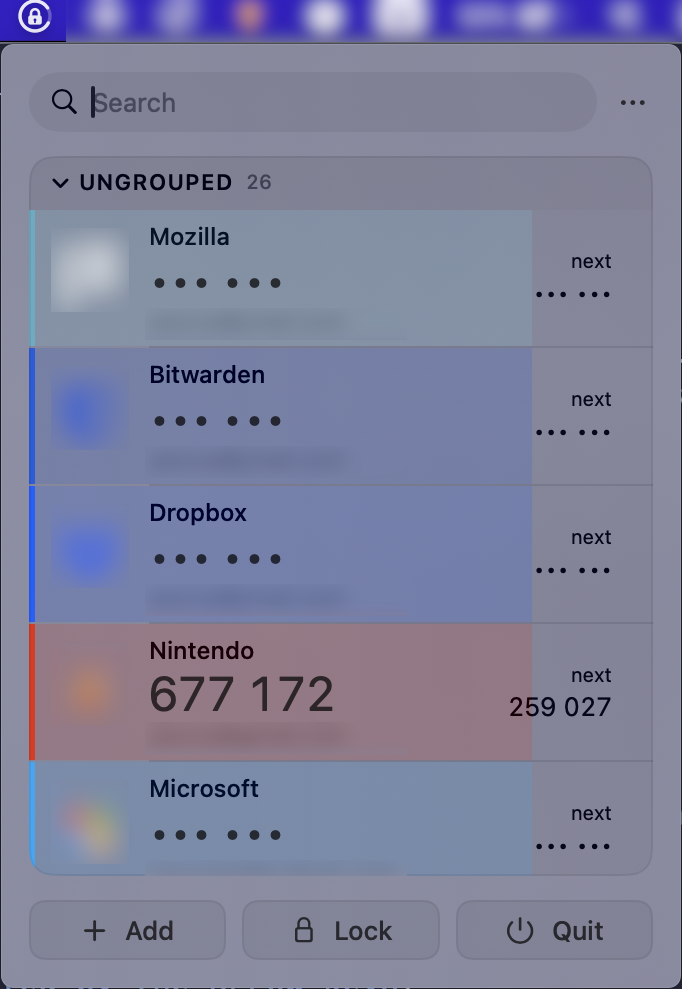 Search
UNGROUPED 26
Mozilla
••• •••
next
••• •••
Bitwarden
••• •••
next
••• •••
Dropbox
••• •••
next
••• •••
Nintendo
677 172
next
259 027
Microsoft
••• •••
next
••• •••
Add
Lock
Quit